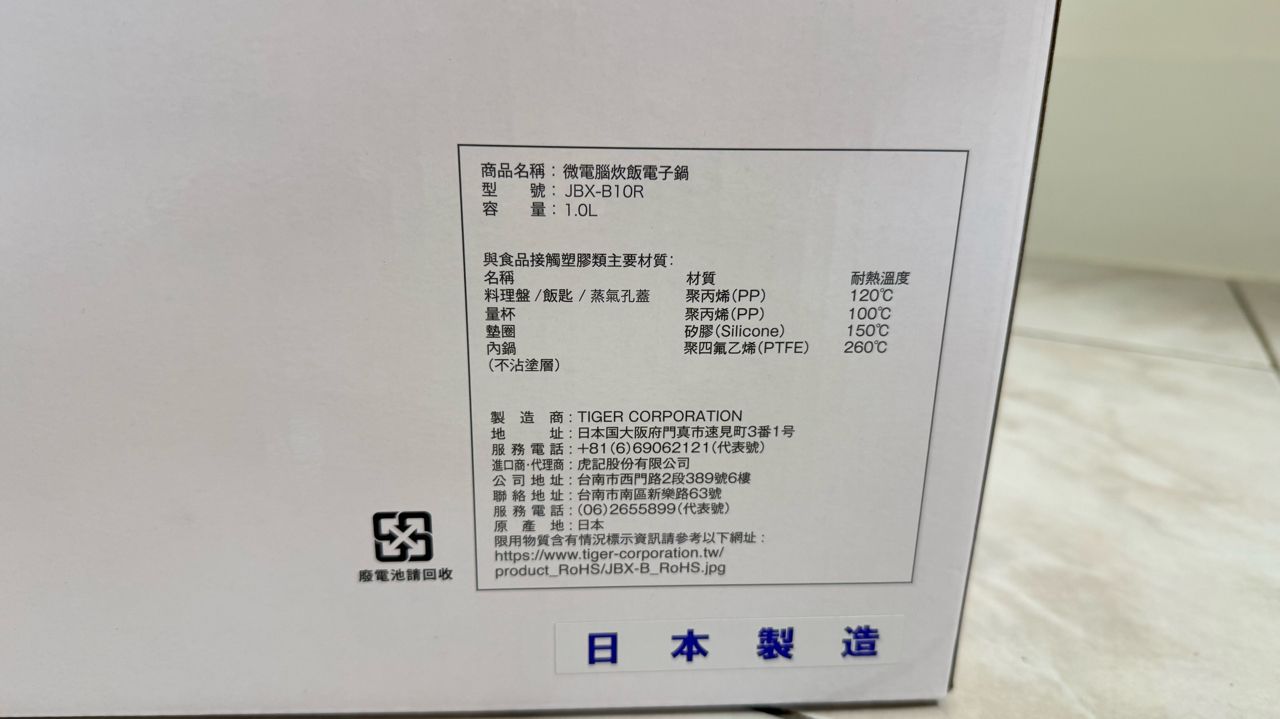 商品名稱：微電腦炊飯電子鍋
型　號：JBX-B10R
容　量：1.0L
與食品接觸塑膠類主要材質：
名稱　材質　耐熱溫度
料理盤/飯匙/蒸氣孔蓋　聚丙烯(PP)　120℃
量杯　聚丙烯(PP)　100℃
墊圈　矽膠(Silicone)　150℃
內鍋　聚四氟乙烯(PTFE)　260℃
(不沾塗層)
製造商：TIGER CORPORATION
地　址：日本国大阪府門真市速見町3番1号
服務電話：+81(6)69062121(代表號)
進口商·代理商：虎記股份有限公司
公司地址：台南市西門路2段389號6樓
聯絡地址：台南市南區新樂路63號
服務電話：(06)2655899(代表號)
原產地：日本
限用物質含有情況標示資訊請參考以下網址：
https://www.tiger-corporation.tw/
product_RoHS/JBX-B_RoHS.jpg
廢電池請回收
日本製造